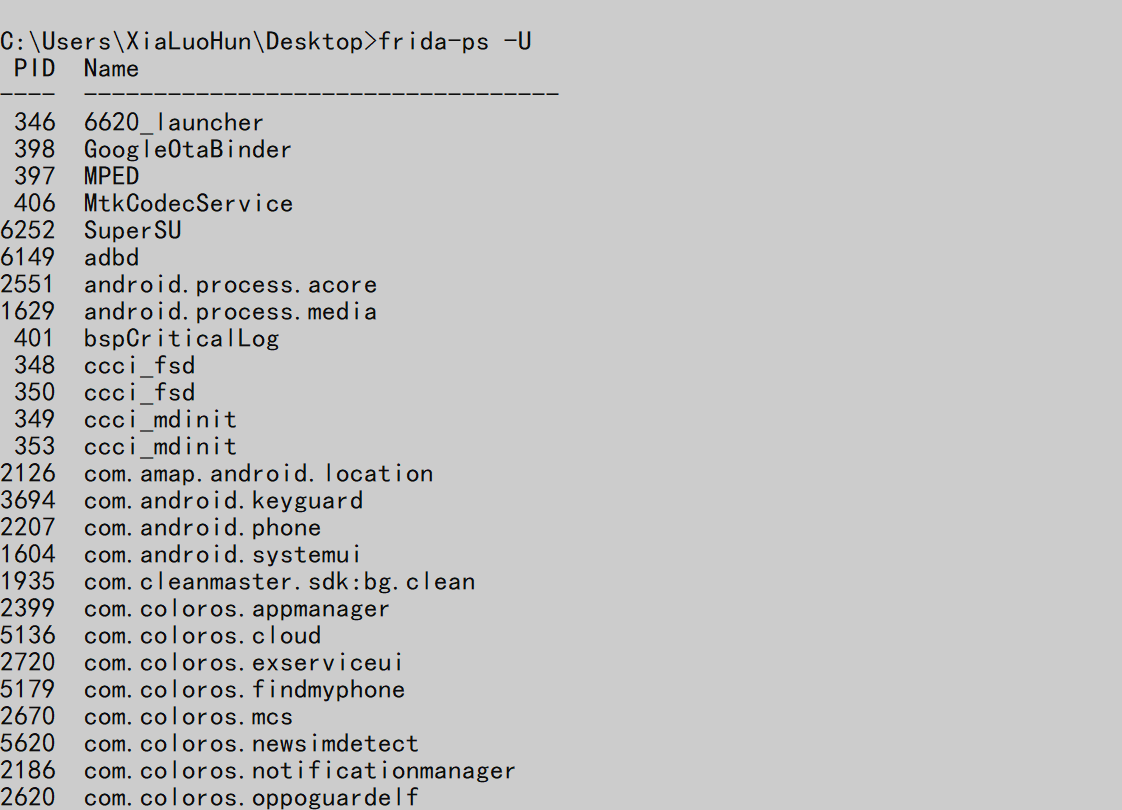 C:\Users\XiaLuoHun\Desktop>frida-ps -U
 PID  Name
----  ----------------------------------
 346  6620_launcher
 398  GoogleOtaBinder
 397  MPED
 406  MtkCodecService
6252  SuperSU
6149  adbd
2551  android.process.acore
1629  android.process.media
 401  bspCriticalLog
 348  ccci_fsd
 350  ccci_fsd
 349  ccci_mdinit
 353  ccci_mdinit
2126  com.amap.android.location
3694  com.android.keyguard
2207  com.android.phone
1604  com.android.systemui
1935  com.cleanmaster.sdk:bg.clean
2399  com.coloros.appmanager
5136  com.coloros.cloud
2720  com.coloros.exserviceui
5179  com.coloros.findmyphone
2670  com.coloros.mcs
5620  com.coloros.newsimdetect
2186  com.coloros.notificationmanager
2620  com.coloros.oppoguardelf